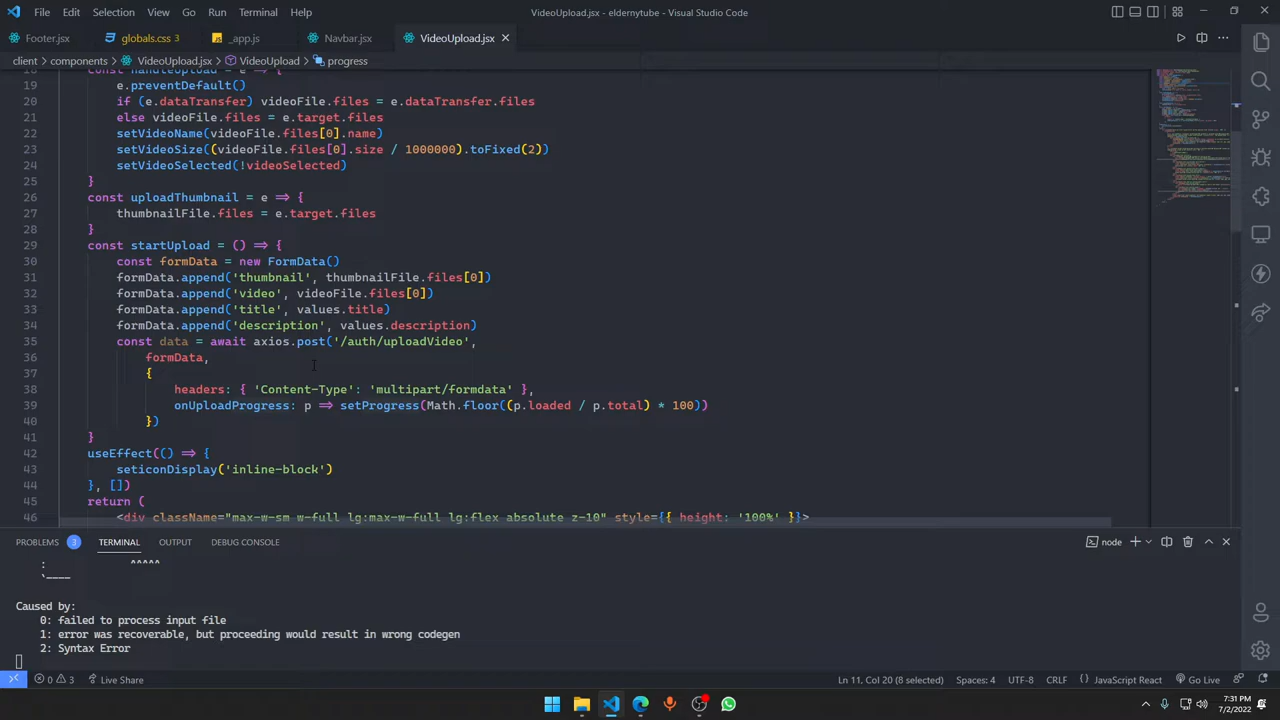 File Edit Selection View Go Run Terminal Help
VideoUpload.jsx - eldernytube - Visual Studio Code
Footer.jsx globals.css 3 _app.js Navbar.jsx VideoUpload.jsx
client > components > VideoUpload.jsx > VideoUpload > progress
18 const handleUpload = e => {
19 e.preventDefault()
20 if (e.dataTransfer) videoFile.files = e.dataTransfer.files
21 else videoFile.files = e.target.files
22 setVideoName(videoFile.files[0].name)
23 setVideoSize((videoFile.files[0].size / 1000000).toFixed(2))
24 setVideoSelected(!videoSelected)
25 }
26 const uploadThumbnail = e => {
27 thumbnailFile.files = e.target.files
28 }
29 const startUpload = () => {
30 const formData = new FormData()
31 formData.append('thumbnail', thumbnailFile.files[0])
32 formData.append('video', videoFile.files[0])
33 formData.append('title', values.title)
34 formData.append('description', values.description)
35 const data = await axios.post('/auth/uploadVideo',
36 formData,
37 {
38 headers: { 'Content-Type': 'multipart/formdata' },
39 onUploadProgress: p => setProgress(Math.floor((p.loaded / p.total) * 100))
40 })
41 }
42 useEffect(() => {
43 seticonDisplay('inline-block')
44 }, [])
45 return (
46 <div className="max-w-sm w-full lg:max-w-full lg:flex absolute z-10" style={{ height: '100%' }}>
PROBLEMS 3 TERMINAL OUTPUT DEBUG CONSOLE node
: ^^^^^
`----
Caused by:
0: failed to process input file
1: error was recoverable, but proceeding would result in wrong codegen
2: Syntax Error
0 3 Live Share Ln 11, Col 20 (8 selected) Spaces: 4 UTF-8 CRLF { } JavaScript React Go Live
7:31 PM
7/2/2022